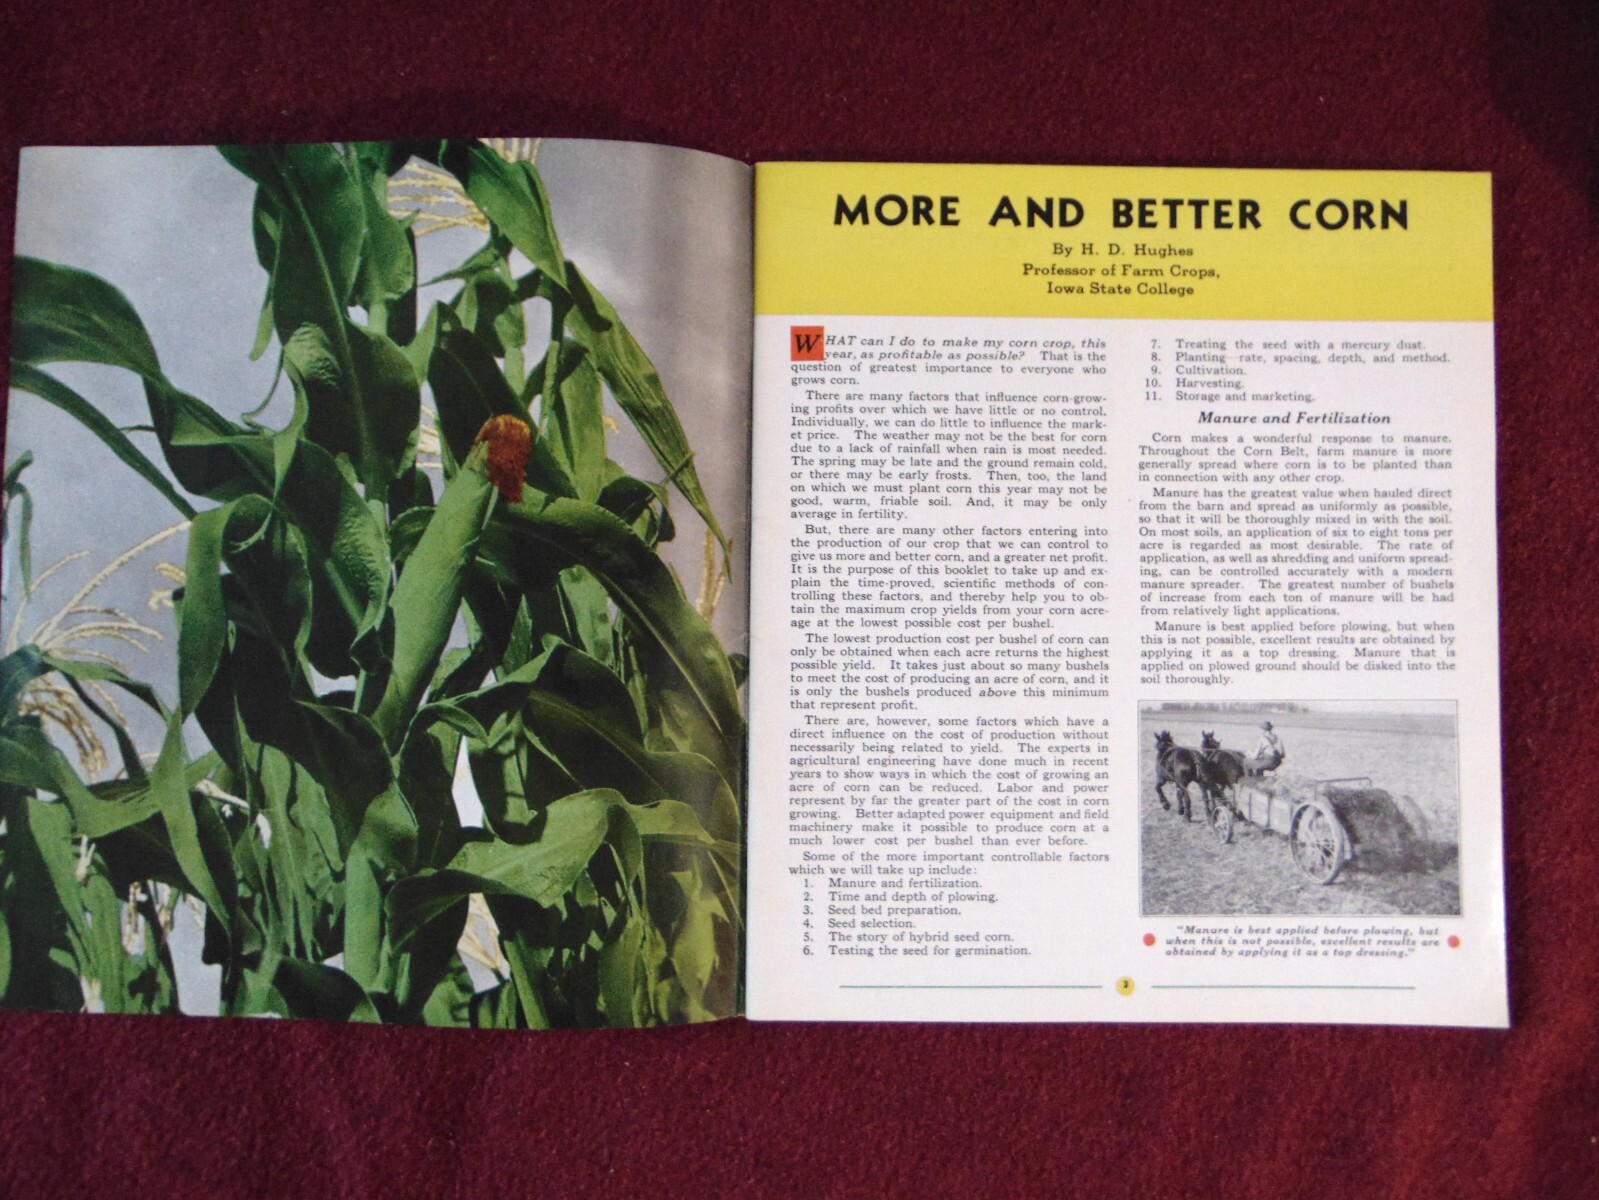 MORE AND BETTER CORN
By H. D. Hughes
Professor of Farm Crops,
Iowa State College
WHAT can I do to make my corn crop, this
year, as profitable as possible? That is the
question of greatest importance to everyone who
grows corn.
There are many factors that influence corn-grow-
ing profits over which we have little or no control.
Individually, we can do little to influence the mark-
et price. The weather may not be the best for corn
due to a lack of rainfall when rain is most needed.
The spring may be late and the ground remain cold,
or there may be early frosts. Then, too, the land
on which we must plant corn this year may not be
good, warm, friable soil. And, it may be only
average in fertility.
But, there are many other factors entering into
the production of our crop that we can control to
give us more and better corn, and a greater net profit.
It is the purpose of this booklet to take up and ex-
plain the time-proved, scientific methods of con-
trolling these factors, and thereby help you to ob-
tain the maximum crop yields from your corn acre-
age at the lowest possible cost per bushel.
The lowest production cost per bushel of corn can
only be obtained when each acre returns the highest
possible yield. It takes just about so many bushels
to meet the cost of producing an acre of corn, and it
is only the bushels produced above this minimum
that represent profit.
There are, however, some factors which have a
direct influence on the cost of production without
necessarily being related to yield. The experts in
agricultural engineering have done much in recent
years to show ways in which the cost of growing an
acre of corn can be reduced. Labor and power
represent by far the greater part of the cost in corn
growing. Better adapted power equipment and field
machinery make it possible to produce corn at a
much lower cost per bushel than ever before.
Some of the more important controllable factors
which we will take up include:
1. Manure and fertilization.
2. Time and depth of plowing.
3. Seed bed preparation.
4. Seed selection.
5. The story of hybrid seed corn.
6. Testing the seed for germination.
7. Treating the seed with a mercury dust.
8. Planting—rate, spacing, depth, and method.
9. Cultivation.
10. Harvesting.
11. Storage and marketing.
Manure and Fertilization
Corn makes a wonderful response to manure.
Throughout the Corn Belt, farm manure is more
generally spread where corn is to be planted than
in connection with any other crop.
Manure has the greatest value when hauled direct
from the barn and spread as uniformly as possible,
so that it will be thoroughly mixed in with the soil.
On most soils, an application of six to eight tons per
acre is regarded as most desirable. The rate of
application, as well as shredding and uniform spread-
ing, can be controlled accurately with a modern
manure spreader. The greatest number of bushels
of increase from each ton of manure will be had
from relatively light applications.
Manure is best applied before plowing, but when
this is not possible, excellent results are obtained by
applying it as a top dressing. Manure that is
applied on plowed ground should be disked into the
soil thoroughly.
"Manure is best applied before plowing, but
when this is not possible, excellent results are
obtained by applying it as a top dressing."
3